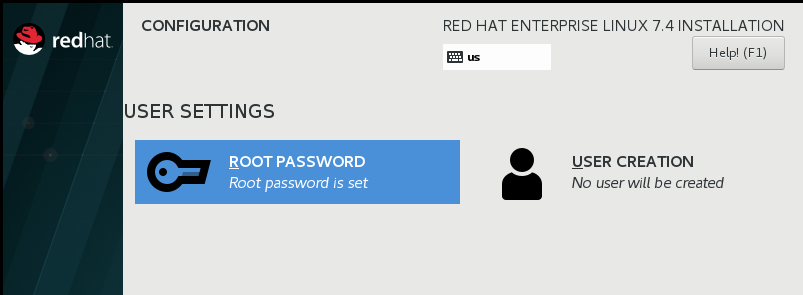 redhat.
CONFIGURATION
RED HAT ENTERPRISE LINUX 7.4 INSTALLATION
us
Help! (F1)
USER SETTINGS
ROOT PASSWORD
Root password is set
USER CREATION
No user will be created